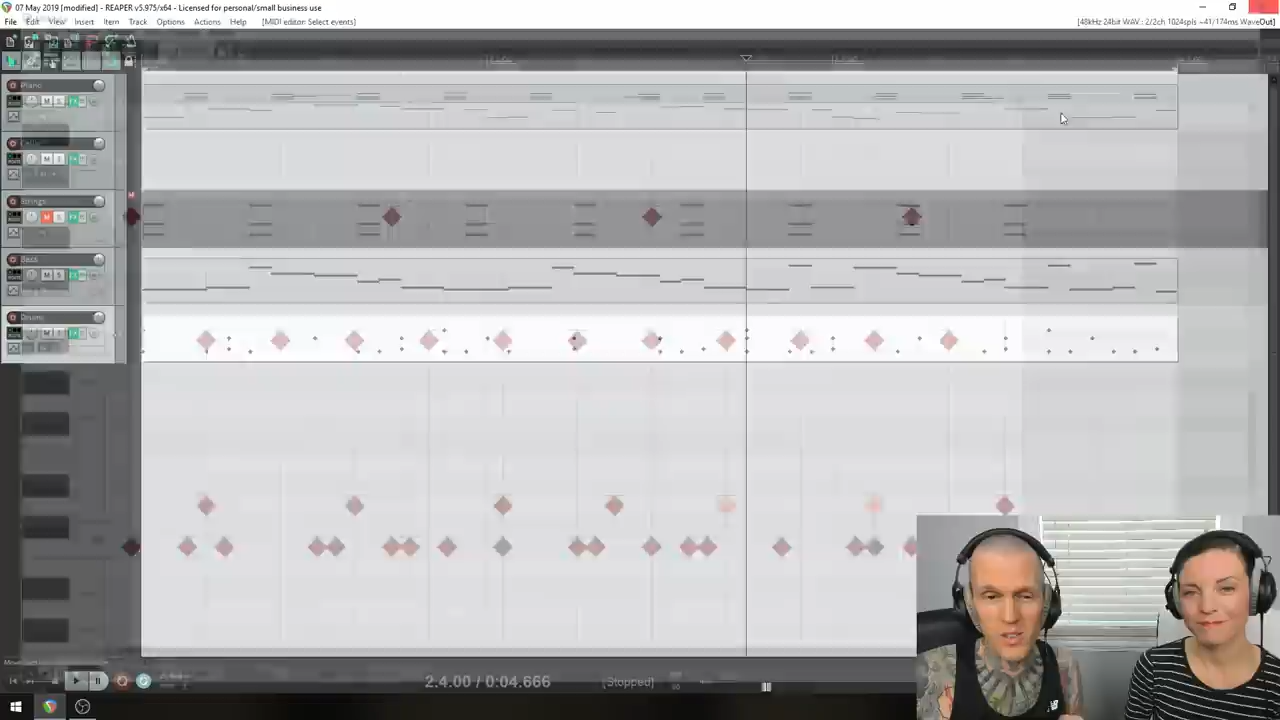 07 May 2019 [modified] - REAPER v5.975/x64 - Licensed for personal/small business use
File Edit View Insert Item Track Options Actions Help [MIDI editor: Select events]
[48kHz 24bit WAV : 2/2ch 1024spls ~41/174ms WaveOut]
Piano
M S
M S
Strings
M S
Bass
M S
Drums
M S
2.4.00 / 0:04.666
[Stopped]